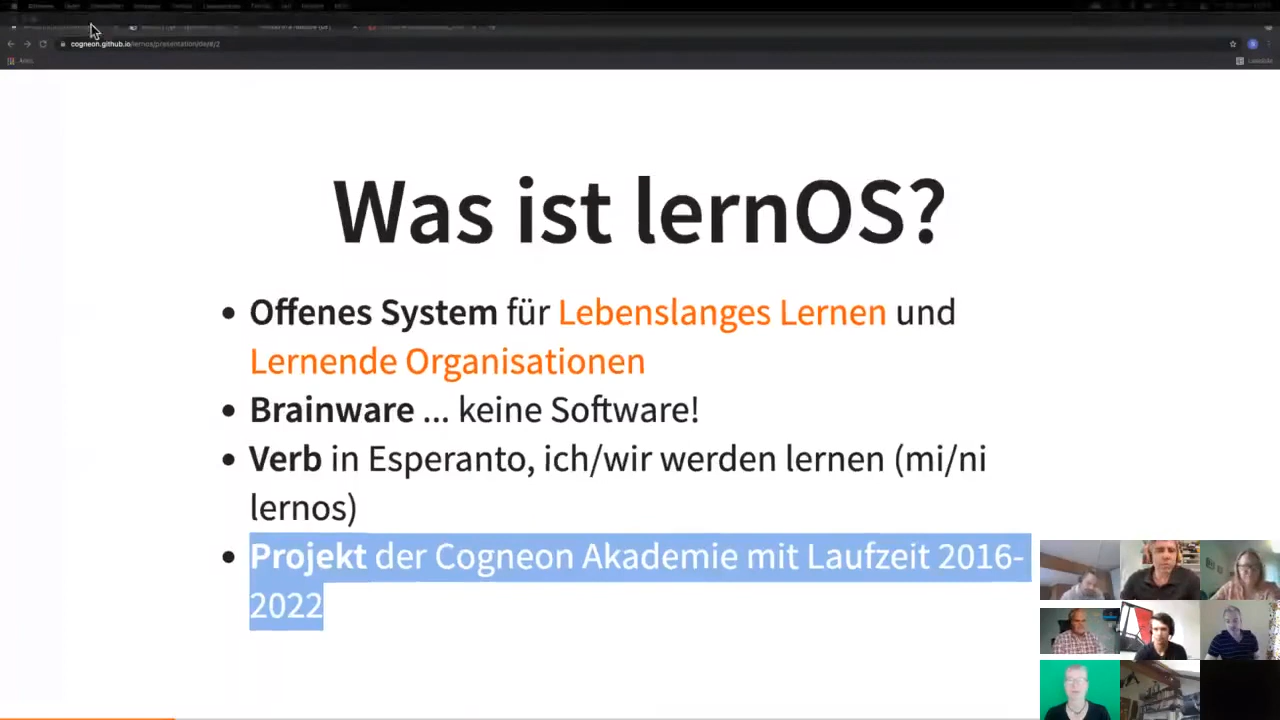 cogneon.github.io/lernos/presentation/de/#/2
Was ist lernOS?
• Offenes System für Lebenslanges Lernen und
Lernende Organisationen
• Brainware ... keine Software!
• Verb in Esperanto, ich/wir werden lernen (mi/ni
lernos)
• Projekt der Cogneon Akademie mit Laufzeit 2016-
2022